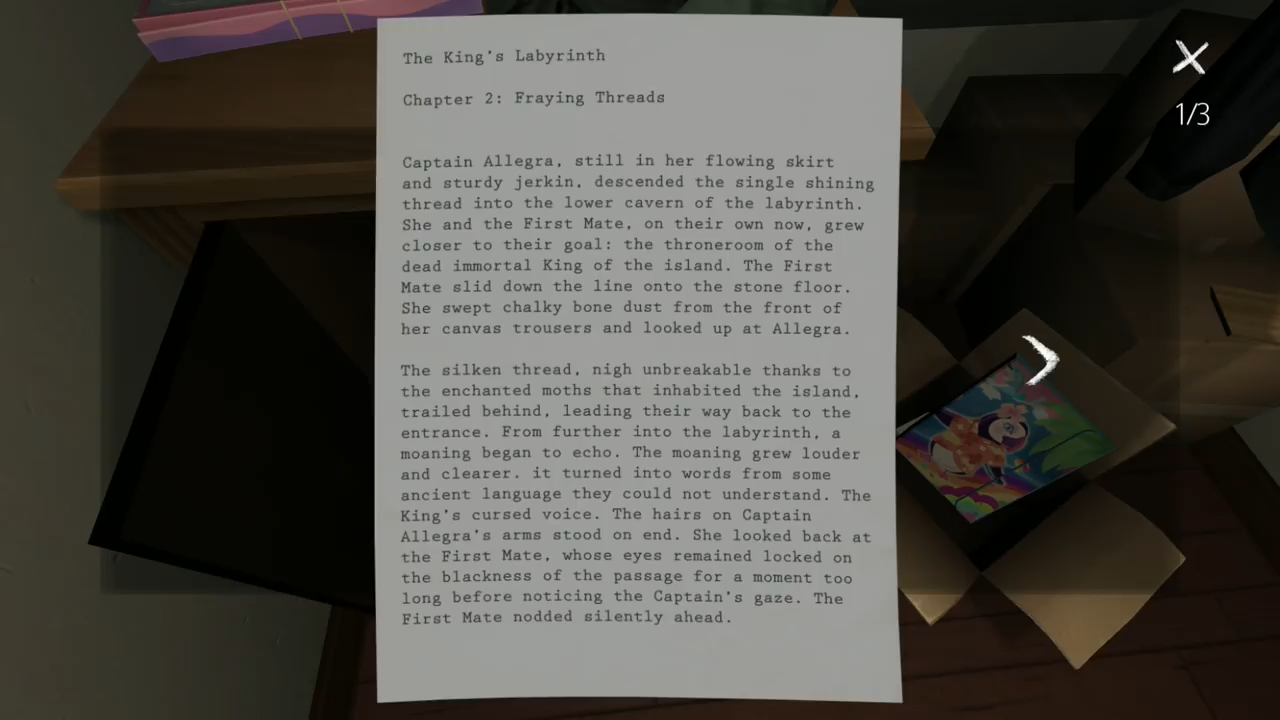 The King's Labyrinth
Chapter 2: Fraying Threads
Captain Allegra, still in her flowing skirt
and sturdy jerkin, descended the single shining
thread into the lower cavern of the labyrinth.
She and the First Mate, on their own now, grew
closer to their goal: the throneroom of the
dead immortal King of the island. The First
Mate slid down the line onto the stone floor.
She swept chalky bone dust from the front of
her canvas trousers and looked up at Allegra.
The silken thread, nigh unbreakable thanks to
the enchanted moths that inhabited the island,
trailed behind, leading their way back to the
entrance. From further into the labyrinth, a
moaning began to echo. The moaning grew louder
and clearer. it turned into words from some
ancient language they could not understand. The
King's cursed voice. The hairs on Captain
Allegra's arms stood on end. She looked back at
the First Mate, whose eyes remained locked on
the blackness of the passage for a moment too
long before noticing the Captain's gaze. The
First Mate nodded silently ahead.
1/3